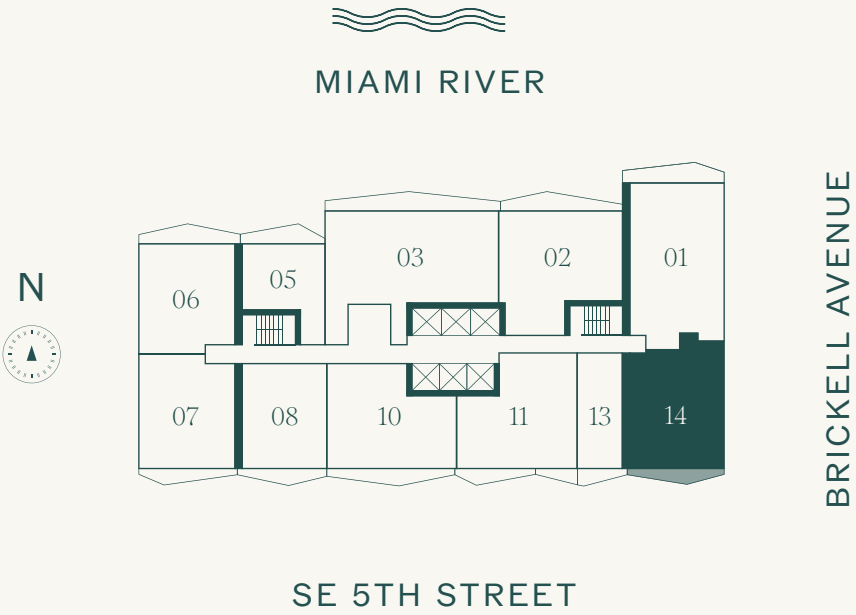 MIAMI RIVER
01
03
02
05
06
N
07
08
10
11
13
14
BRICKELL AVENUE
SE 5TH STREET